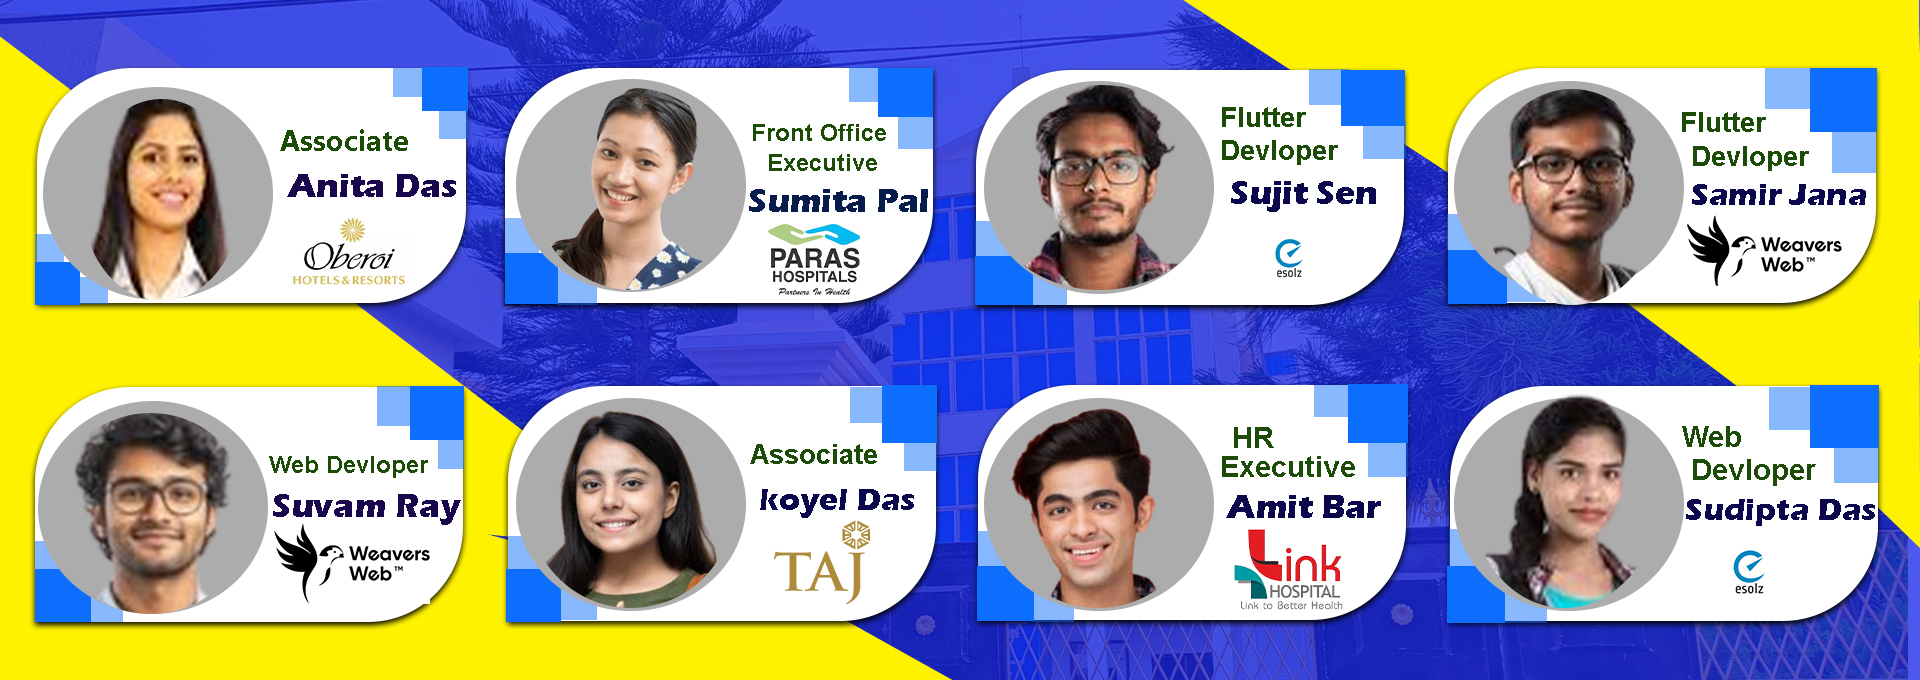 Associate
Anita Das
Oberoi
HOTELS & RESORTS
Front Office
Executive
Sumita Pal
PARAS
HOSPITALS
Partners In Health
Flutter
Devloper
Sujit Sen
esolz
Flutter
Devloper
Samir Jana
Weavers
Web™
Web Devloper
Suvam Ray
Weavers
Web™
Associate
koyel Das
TAJ
HR
Executive
Amit Bar
Link
HOSPITAL
Link to Better Health
Web
Devloper
Sudipta Das
esolz